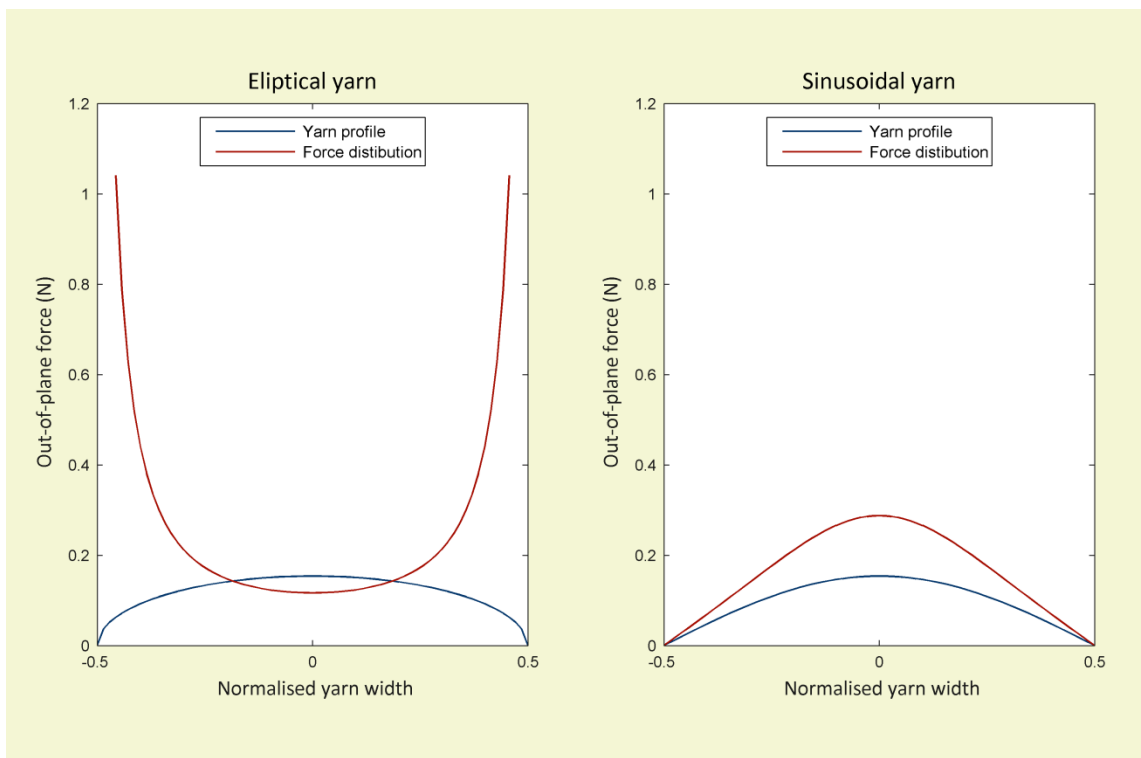 Eliptical yarn
1.2
1
0.8
0.6
0.4
0.2
0
Out-of-plane force (N)
Yarn profile
Force distibution
-0.5
0
0.5
Normalised yarn width
Sinusoidal yarn
1.2
1
0.8
0.6
0.4
0.2
0
Out-of-plane force (N)
Yarn profile
Force distibution
-0.5
0
0.5
Normalised yarn width